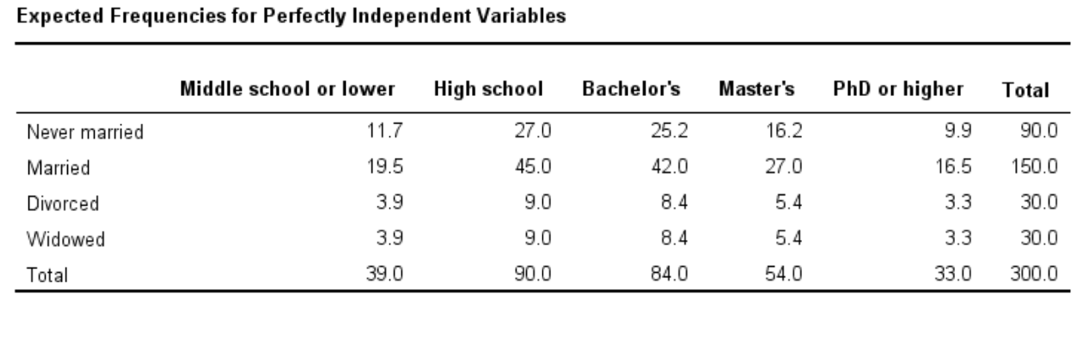 Expected Frequencies for Perfectly Independent Variables
Middle school or lower High school Bachelor's Master's PhD or higher Total
Never married 11.7 27.0 25.2 16.2 9.9 90.0
Married 19.5 45.0 42.0 27.0 16.5 150.0
Divorced 3.9 9.0 8.4 5.4 3.3 30.0
Widowed 3.9 9.0 8.4 5.4 3.3 30.0
Total 39.0 90.0 84.0 54.0 33.0 300.0